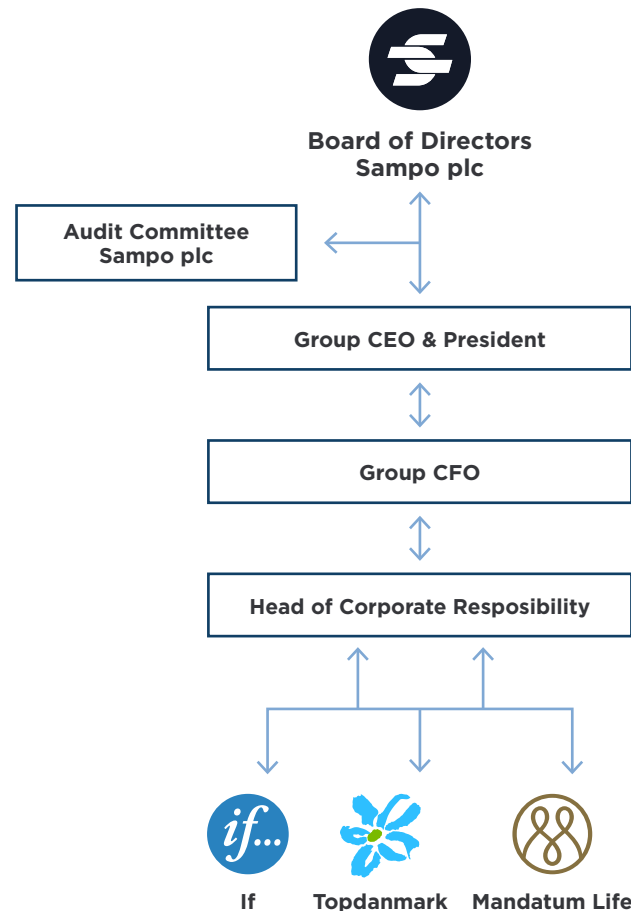 Board of Directors
Sampo plc
Audit Committee
Sampo plc
Group CEO & President
Group CFO
Head of Corporate Resposibility
if...
If
Topdanmark
Mandatum Life